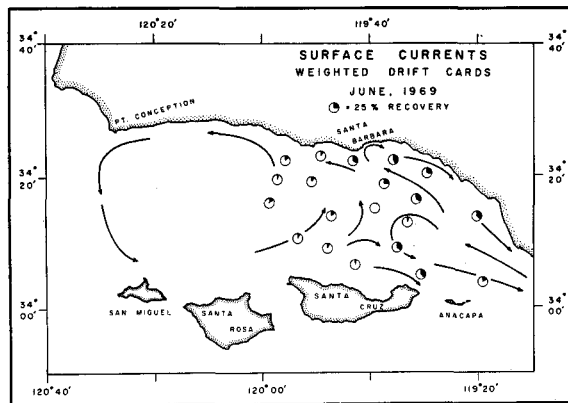 120°20'
119°40'
34°
40'
34°
40'
SURFACE CURRENTS
WEIGHTED DRIFT CARDS
JUNE, 1969
= 25% RECOVERY
PT. CONCEPTION
SANTA
BARBARA
34°
20'
34°
20'
34°
00'
34°
00'
SAN MIGUEL
SANTA
ROSA
SANTA
CRUZ
ANACAPA
120°40'
120°00'
119°20'